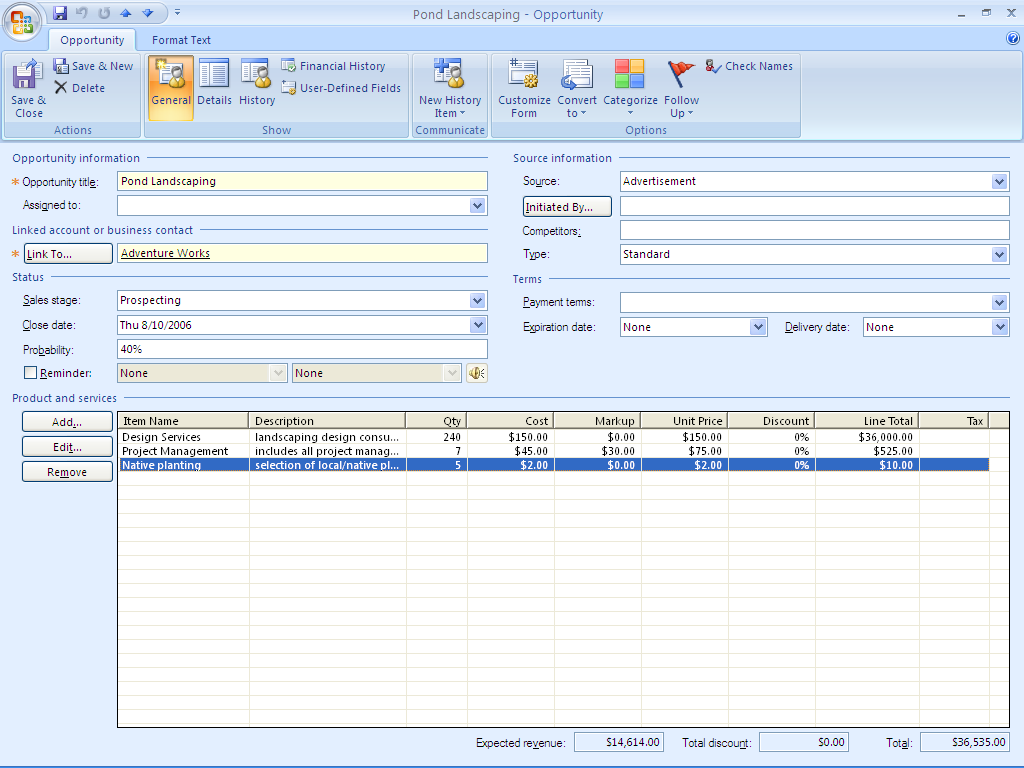 Pond Landscaping - Opportunity
Opportunity Format Text
Save & Close
Save & New
Delete
Actions
General Details History
Financial History
User-Defined Fields
Show
New History Item
Communicate
Customize Form
Convert to
Categorize
Follow Up
Check Names
Options
Opportunity information
Opportunity title: Pond Landscaping
Assigned to:
Linked account or business contact
Link To... Adventure Works
Status
Sales stage: Prospecting
Close date: Thu 8/10/2006
Probability: 40%
Reminder: None None
Source information
Source: Advertisement
Initiated By...
Competitors:
Type: Standard
Terms
Payment terms:
Expiration date: None Delivery date: None
Product and services
Add...
Edit...
Remove
Item Name Description Qty Cost Markup Unit Price Discount Line Total Tax
Design Services landscaping design consu... 240 $150.00 $0.00 $150.00 0% $36,000.00
Project Management includes all project manag... 7 $45.00 $30.00 $75.00 0% $525.00
Native planting selection of local/native pl... 5 $2.00 $0.00 $2.00 0% $10.00
Expected revenue: $14,614.00 Total discount: $0.00 Total: $36,535.00